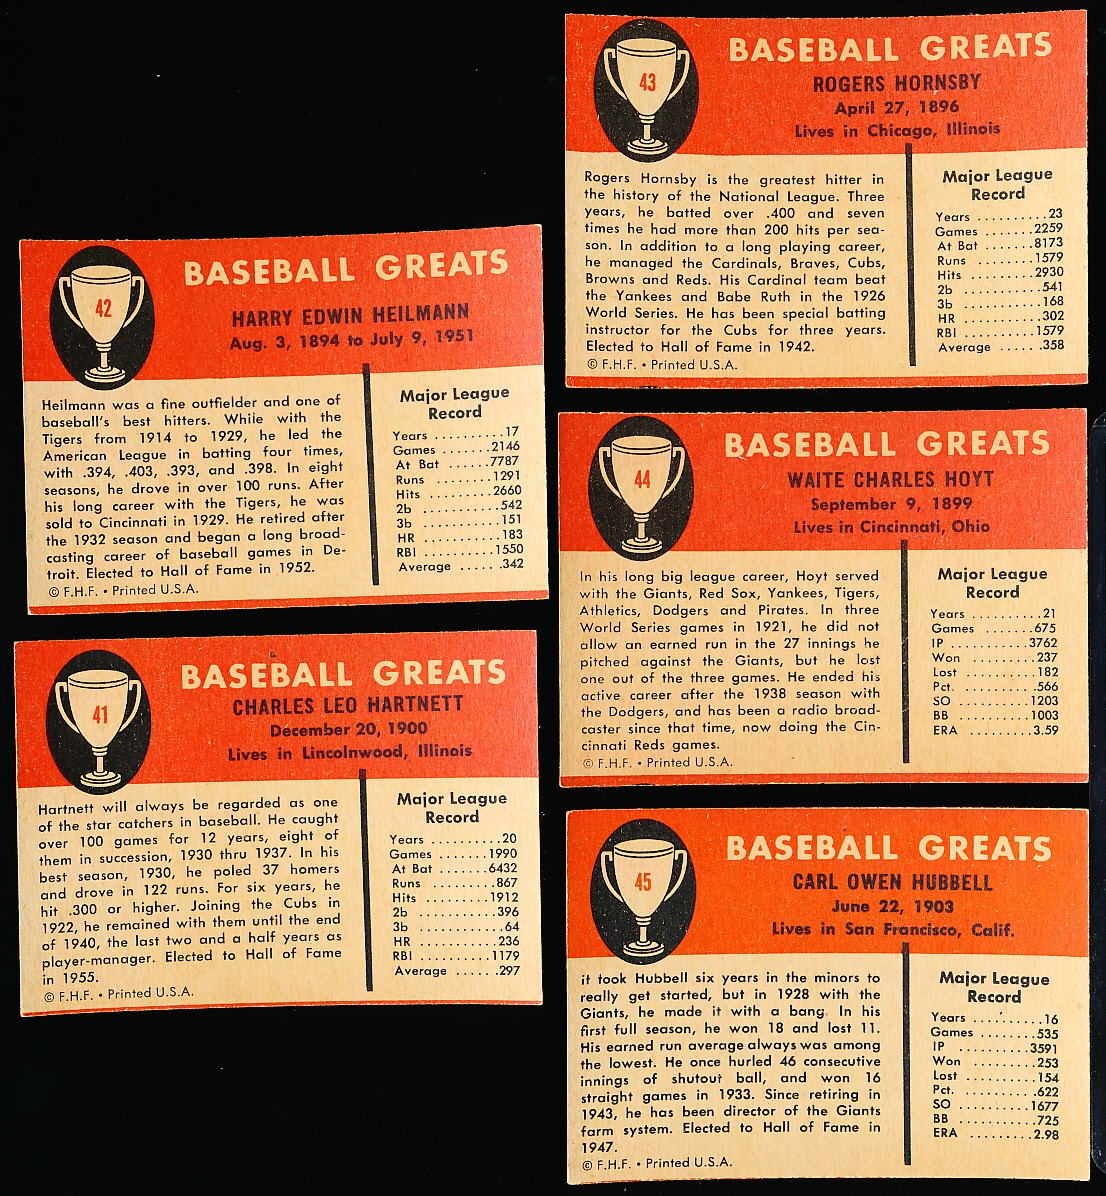 42
BASEBALL GREATS
HARRY EDWIN HEILMANN
Aug. 3, 1894 to July 9, 1951
Heilmann was a fine outfielder and one of
baseball's best hitters. While with the
Tigers from 1914 to 1929, he led the
American League in batting four times,
with .394, .403, .393, and .398. In eight
seasons, he drove in over 100 runs. After
his long career with the Tigers, he was
sold to Cincinnati in 1929. He retired after
the 1932 season and began a long broad-
casting career of baseball games in De-
troit. Elected to Hall of Fame in 1952.
© F.H.F. • Printed U.S.A.
Major League
Record
Years ..........17
Games .........2146
At Bat ......7787
Runs ........1291
Hits ..........2660
2b ............542
3b ............151
HR ............183
RBI ..........1550
Average ......342
41
BASEBALL GREATS
CHARLES LEO HARTNETT
December 20, 1900
Lives in Lincolnwood, Illinois
Hartnett will always be regarded as one
of the star catchers in baseball. He caught
over 100 games for 12 years, eight of
them in succession, 1930 thru 1937. In his
best season, 1930, he poled 37 homers
and drove in 122 runs. For six years, he
hit .300 or higher. Joining the Cubs in
1922, he remained with them until the end
of 1940, the last two and a half years as
player-manager. Elected to Hall of Fame
in 1955.
© F.H.F. • Printed U.S.A.
Major League
Record
Years ..........20
Games .......1990
At Bat .......6432
Runs .........867
Hits ..........1912
2b ............396
3b .............64
HR ...........236
RBI ..........1179
Average ......297
43
BASEBALL GREATS
ROGERS HORNSBY
April 27, 1896
Lives in Chicago, Illinois
Rogers Hornsby is the greatest hitter in
the history of the National League. Three
years, he batted over .400 and seven
times he had more than 200 hits per sea-
son. In addition to a long playing career,
he managed the Cardinals, Braves, Cubs,
Browns and Reds. His Cardinal team beat
the Yankees and Babe Ruth in the 1926
World Series. He has been special batting
instructor for the Cubs for three years.
Elected to Hall of Fame in 1942.
© F.H.F. • Printed U.S.A.
Major League
Record
Years ..........23
Games ........2259
At Bat .......8173
Runs .........1579
Hits ..........2930
2b ............541
3b ............168
HR ...........302
RBI ..........1579
Average ......358
44
BASEBALL GREATS
WAITE CHARLES HOYT
September 9, 1899
Lives in Cincinnati, Ohio
In his long big league career, Hoyt served
with the Giants, Red Sox, Yankees, Tigers,
Athletics, Dodgers and Pirates. In three
World Series games in 1921, he did not
allow an earned run in the 27 innings he
pitched against the Giants, but he lost
one out of the three games. He ended his
active career after the 1938 season with
the Dodgers, and has been a radio broad-
caster since that time, now doing the Cin-
cinnati Reds games.
© F.H.F. • Printed U.S.A.
Major League
Record
Years ..........21
Games .......675
IP ...........3762
Won .........237
Lost ..........182
Pct. ..........566
SO ..........1203
BB ..........1003
ERA .........3.59
45
BASEBALL GREATS
CARL OWEN HUBBELL
June 22, 1903
Lives in San Francisco, Calif.
it took Hubbell six years in the minors to
really get started, but in 1928 with the
Giants, he made it with a bang. In his
first full season, he won 18 and lost 11.
His earned run average always was among
the lowest. He once hurled 46 consecutive
innings of shutout ball, and won 16
straight games in 1933. Since retiring in
1943, he has been director of the Giants
farm system. Elected to Hall of Fame in
1947.
© F.H.F. • Printed U.S.A.
Major League
Record
Years ..........16
Games ........535
IP ...........3591
Won .........253
Lost ..........154
Pct. ..........622
SO ..........1677
BB ...........725
ERA .........2.98